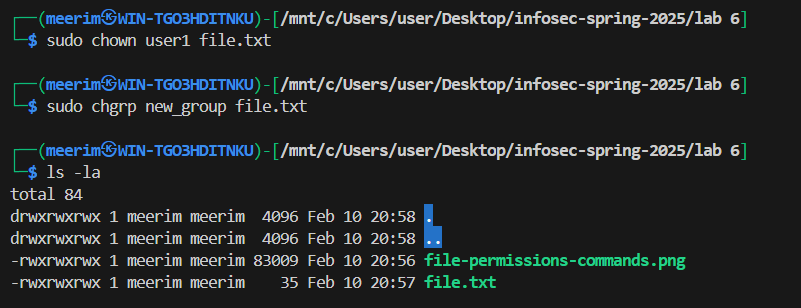 ┌──(meerim㉿WIN-TGO3HDITNKU)-[/mnt/c/Users/user/Desktop/infosec-spring-2025/lab 6]
└─$ sudo chown user1 file.txt
┌──(meerim㉿WIN-TGO3HDITNKU)-[/mnt/c/Users/user/Desktop/infosec-spring-2025/lab 6]
└─$ sudo chgrp new_group file.txt
┌──(meerim㉿WIN-TGO3HDITNKU)-[/mnt/c/Users/user/Desktop/infosec-spring-2025/lab 6]
└─$ ls -la
total 84
drwxrwxrwx 1 meerim meerim  4096 Feb 10 20:58 .
drwxrwxrwx 1 meerim meerim  4096 Feb 10 20:58 ..
-rwxrwxrwx 1 meerim meerim 83009 Feb 10 20:56 file-permissions-commands.png
-rwxrwxrwx 1 meerim meerim    35 Feb 10 20:57 file.txt